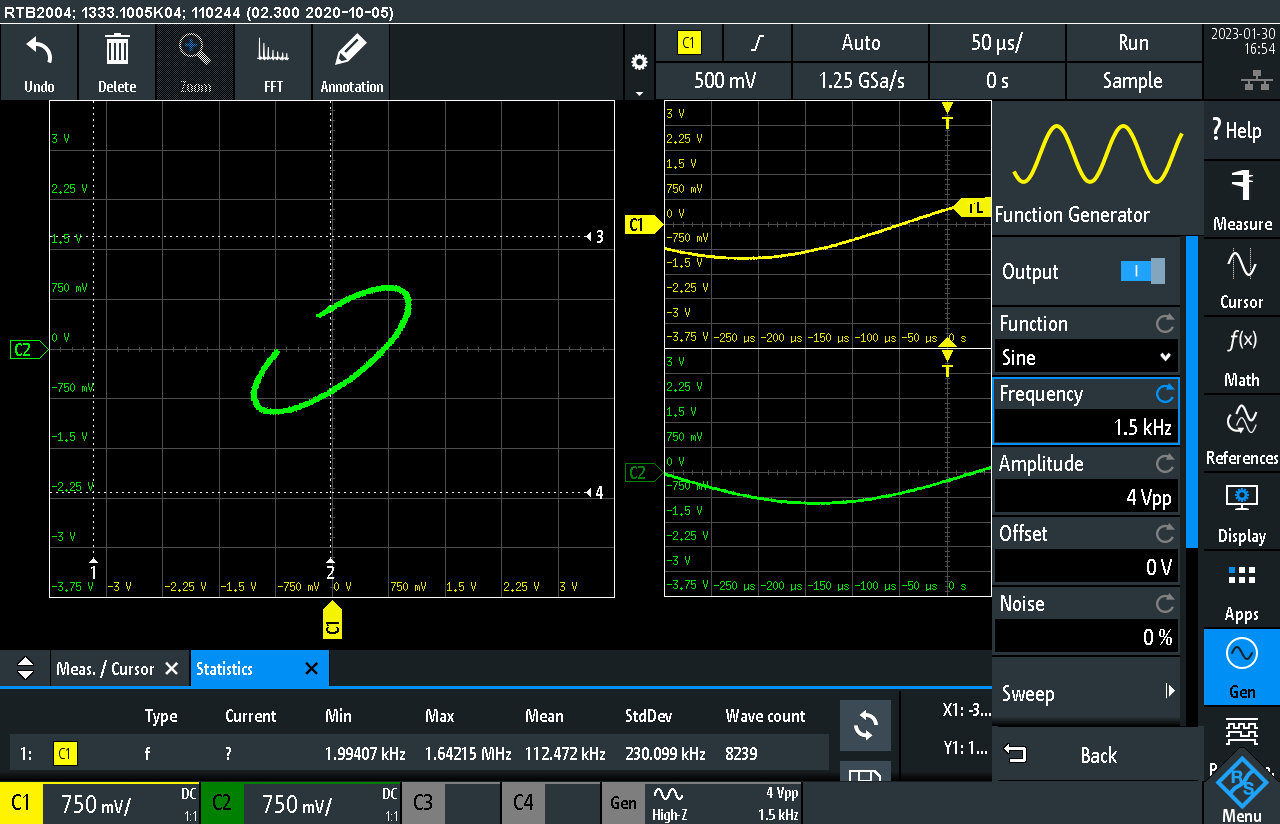 RTB2004; 1333.1005K04; 110244 (02.300 2020-10-05)
Undo Delete Zoom FFT Annotation
C1 Auto 50 µs/ Run
500 mV 1.25 GSa/s 0 s Sample
2023-01-30
16:54
3 V
2.25 V
1.5 V
750 mV
0 V
-750 mV
-1.5 V
-2.25 V
-3 V
-3.75 V -3 V -2.25 V -1.5 V -750 mV 0 V 750 mV 1.5 V 2.25 V 3 V
3
4
1
2
C2
C1
T
3 V
2.25 V
1.5 V
750 mV
0 V
-750 mV
-1.5 V
-2.25 V
-3 V
-3.75 V -250 µs -200 µs -150 µs -100 µs -50 µs 0 s
C1
TL
T
3 V
2.25 V
1.5 V
750 mV
0 V
-750 mV
-1.5 V
-2.25 V
-3 V
-3.75 V -250 µs -200 µs -150 µs -100 µs -50 µs 0 s
C2
Function Generator
Output
Function
Sine
Frequency
1.5 kHz
Amplitude
4 Vpp
Offset
0 V
Noise
0 %
Sweep
Back
? Help
Measure
Cursor
f(x)
Math
References
Display
Apps
Gen
R&S
Menu
Meas. / Cursor Statistics
Type Current Min Max Mean StdDev Wave count
1: C1 f ? 1.99407 kHz 1.64215 MHz 112.472 kHz 230.099 kHz 8239
X1: -3...
Y1: 1...
C1 750 mV/ DC 1:1
C2 750 mV/ DC 1:1
C3
C4
Gen High-Z 4 Vpp 1.5 kHz